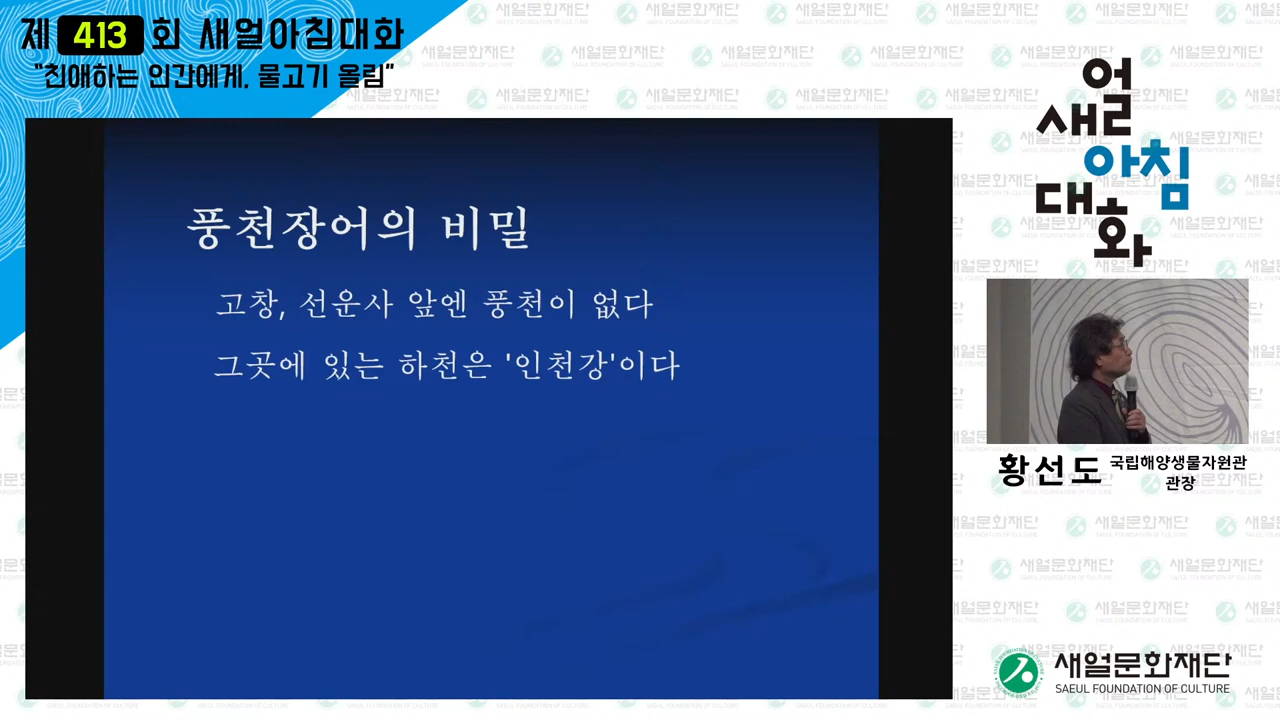 제 413 회 새얼아침대화
"친애하는 인간에게, 물고기 올림"
풍천장어의 비밀
고창, 선운사 앞엔 풍천이 없다
그곳에 있는 하천은 '인천강'이다
새얼
아침
대화
황선도 국립해양생물자원관
관장
새얼문화재단
SAEUL FOUNDATION OF CULTURE